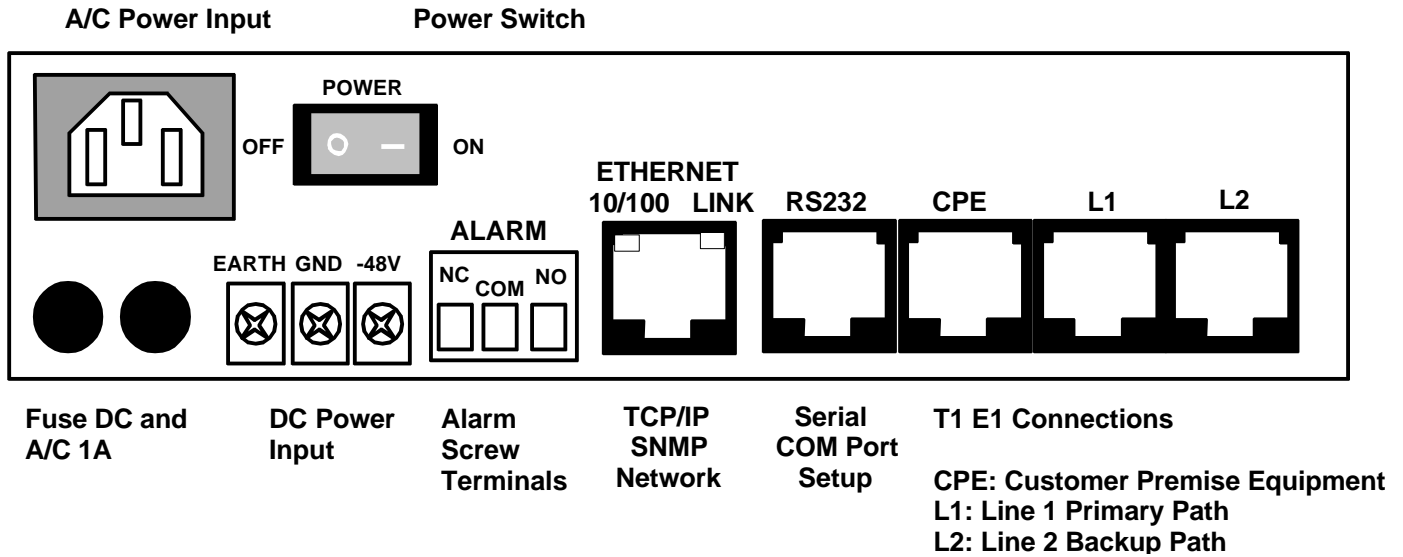 A/C Power Input Power Switch
POWER
OFF ON
ETHERNET
10/100 LINK RS232 CPE L1 L2
ALARM
EARTH GND -48V
NC COM NO
Fuse DC and
A/C 1A
DC Power
Input
Alarm
Screw
Terminals
TCP/IP
SNMP
Network
Serial
COM Port
Setup
T1 E1 Connections
CPE: Customer Premise Equipment
L1: Line 1 Primary Path
L2: Line 2 Backup Path